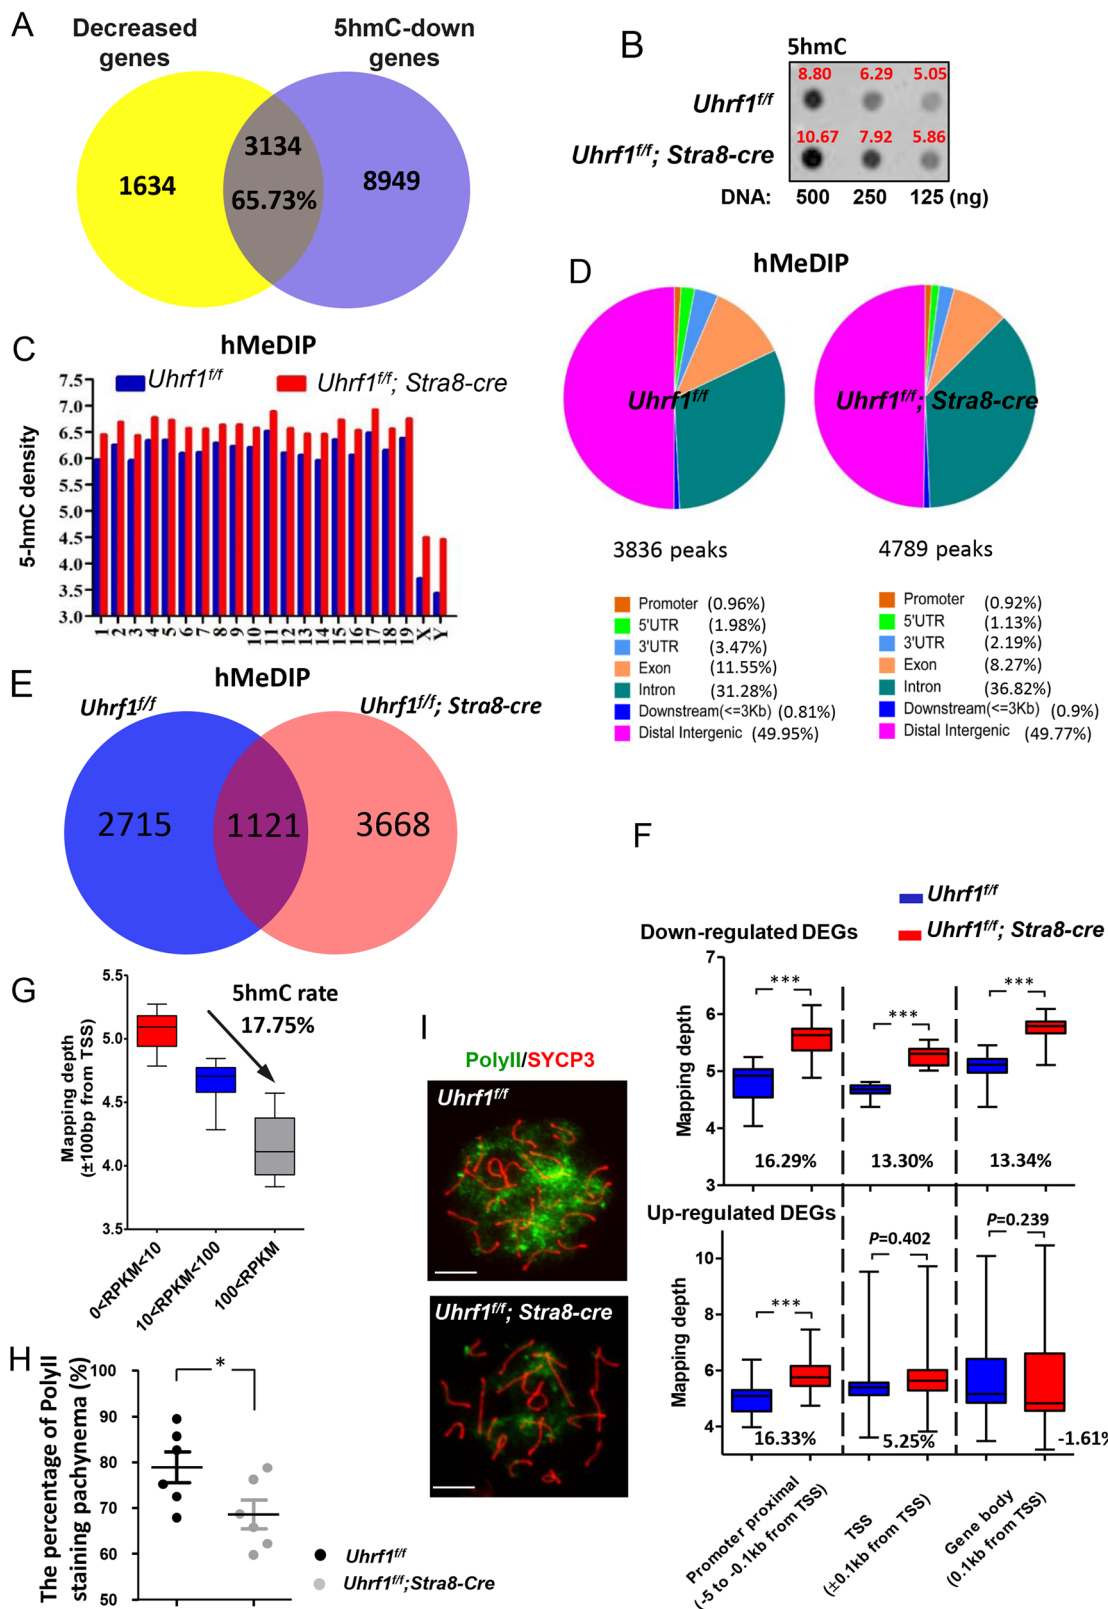 A
Decreased genes
5hmC-down genes
1634
3134
65.73%
8949
B
5hmC
8.80 6.29 5.05
Uhrf1f/f
10.67 7.92 5.86
Uhrf1f/f; Stra8-cre
DNA: 500 250 125 (ng)
C
hMeDIP
Uhrf1f/f
Uhrf1f/f; Stra8-cre
5-hmC density
7.5
7.0
6.5
6.0
5.5
5.0
4.5
4.0
3.5
3.0
1 2 3 4 5 6 7 8 9 10 11 12 13 14 15 16 17 18 19 X Y
D
hMeDIP
Uhrf1f/f
Uhrf1f/f; Stra8-cre
3836 peaks
4789 peaks
Promoter (0.96%)
5'UTR (1.98%)
3'UTR (3.47%)
Exon (11.55%)
Intron (31.28%)
Downstream(<=3Kb) (0.81%)
Distal Intergenic (49.95%)
Promoter (0.92%)
5'UTR (1.13%)
3'UTR (2.19%)
Exon (8.27%)
Intron (36.82%)
Downstream(<=3Kb) (0.9%)
Distal Intergenic (49.77%)
E
hMeDIP
Uhrf1f/f
Uhrf1f/f; Stra8-cre
2715
1121
3668
F
Uhrf1f/f
Uhrf1f/f; Stra8-cre
Down-regulated DEGs
Mapping depth
7
6
5
4
3
***
***
***
16.29%
13.30%
13.34%
Up-regulated DEGs
Mapping depth
10
8
6
4
***
P=0.402
P=0.239
16.33%
5.25%
-1.61%
Promoter proximal
(-5 to -0.1kb from TSS)
TSS
(±0.1kb from TSS)
Gene body
(0.1kb from TSS)
G
Mapping depth
(±100bp from TSS)
5.5
5.0
4.5
4.0
3.5
5hmC rate
17.75%
0<RPKM<10
10<RPKM<100
100<RPKM
H
The percentage of PolyII
staining pachynema (%)
100
90
80
70
60
50
*
Uhrf1f/f
Uhrf1f/f;Stra8-Cre
I
PolyII/SYCP3
Uhrf1f/f
Uhrf1f/f; Stra8-cre